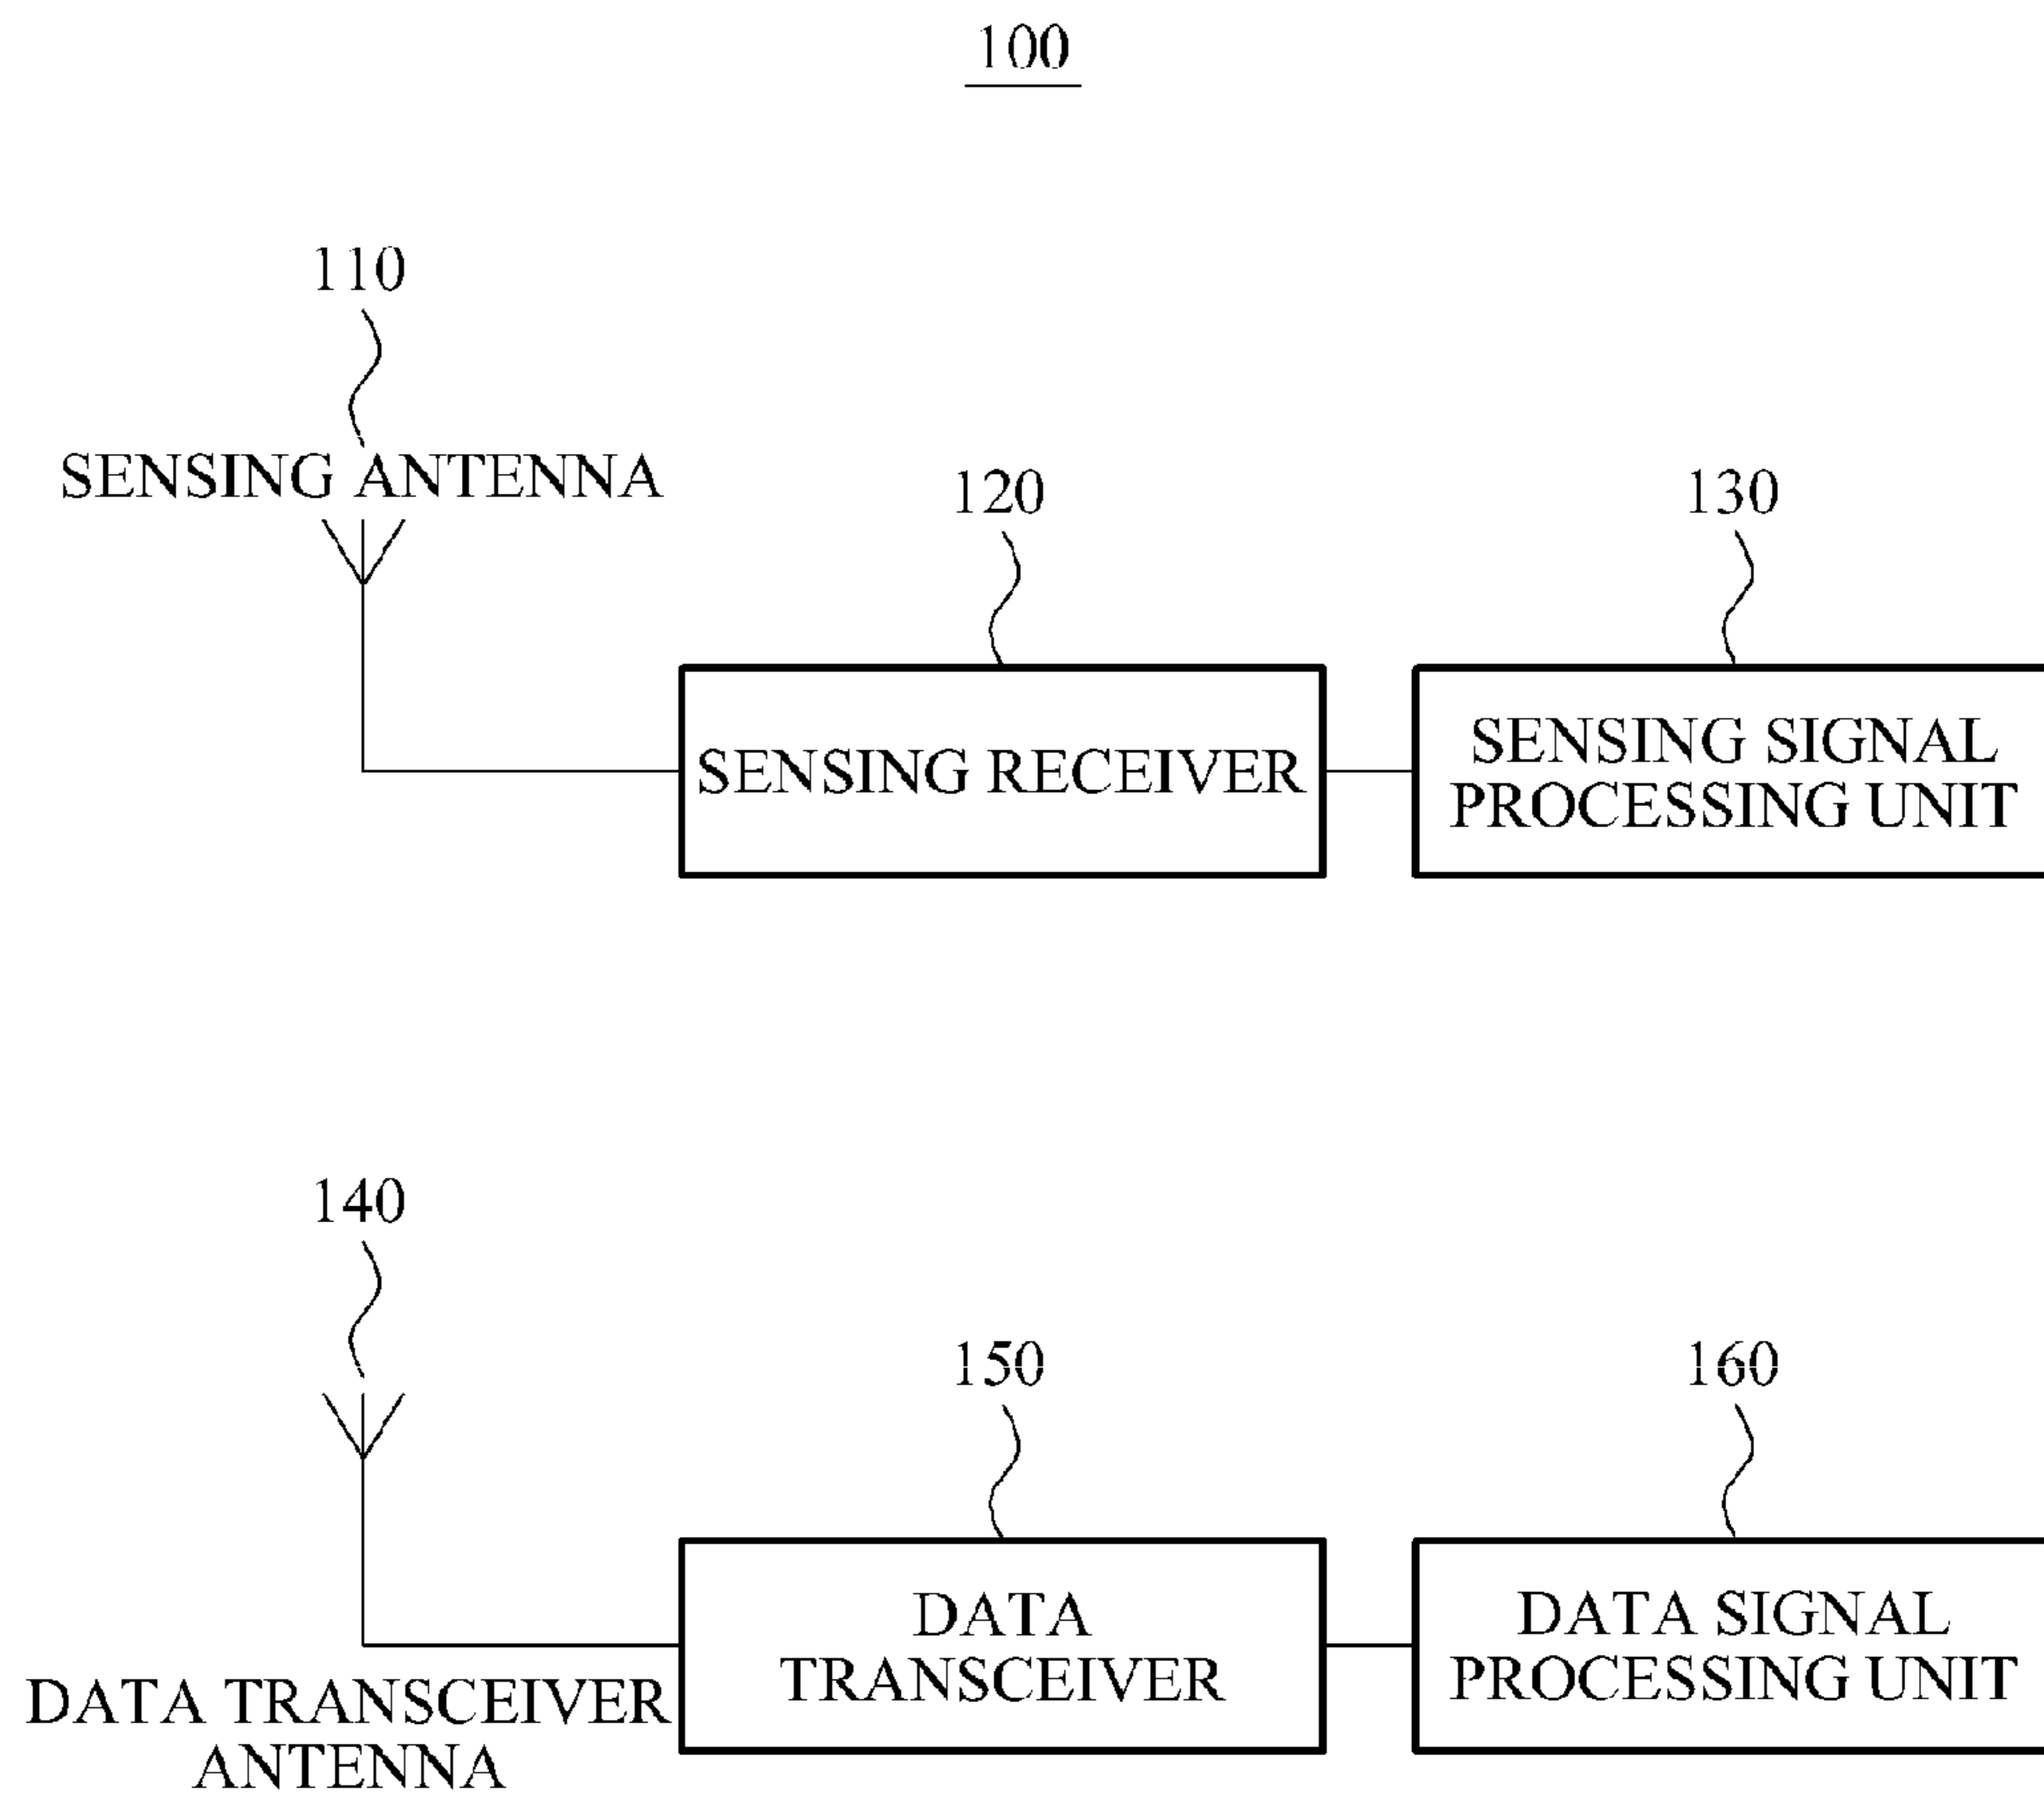 100
110
SENSING ANTENNA
120
130
SENSING RECEIVER
SENSING SIGNAL
PROCESSING UNIT
140
150
160
DATA
TRANSCEIVER
DATA SIGNAL
PROCESSING UNIT
DATA TRANSCEIVER
ANTENNA